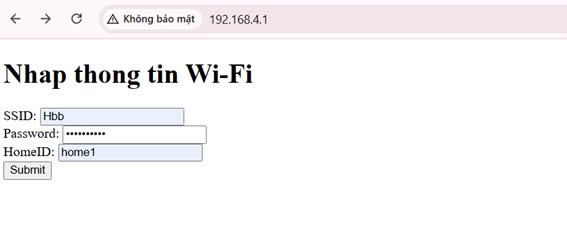 Không bảo mật 192.168.4.1
Nhap thong tin Wi-Fi
SSID: Hbb
Password: ••••••••••
HomeID: home1
Submit